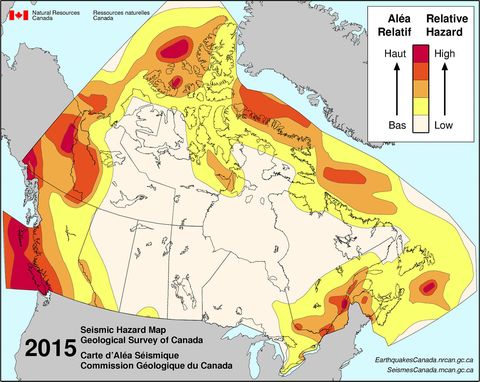 Natural Resources Canada
Ressources naturelles Canada
Aléa Relatif
Relative Hazard
Haut
High
Bas
Low
2015
Seismic Hazard Map
Geological Survey of Canada
Carte d'Aléa Séismique
Commission Géologique du Canada
EarthquakesCanada.nrcan.gc.ca
SeismesCanada.rncan.gc.ca